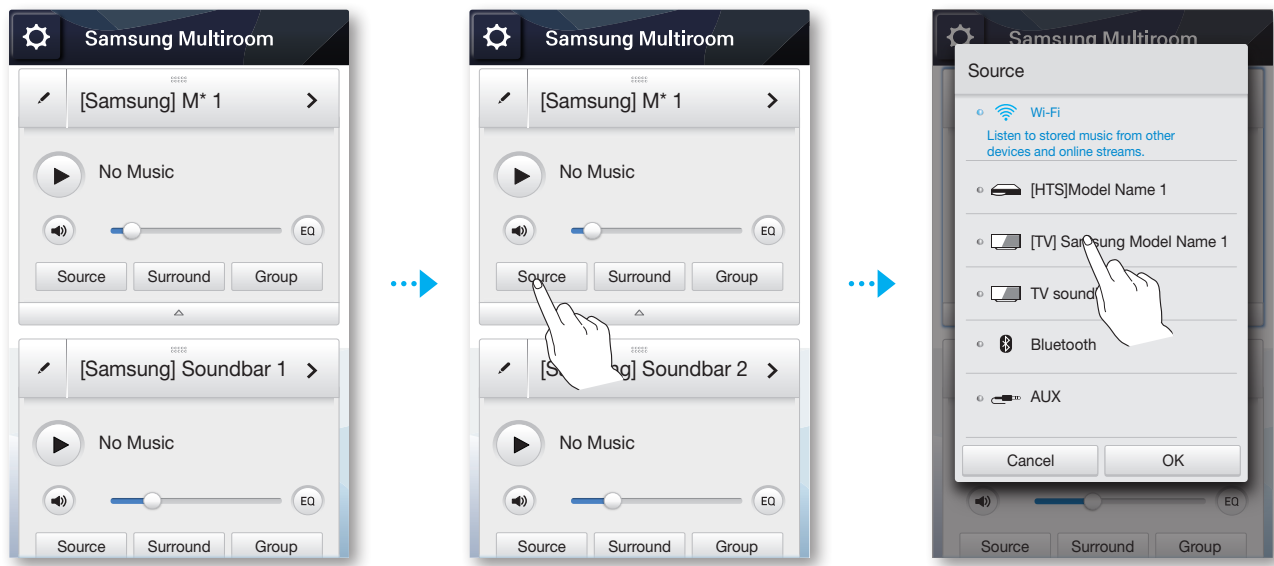 Samsung Multiroom
[Samsung] M* 1
No Music
EQ
Source Surround Group
[Samsung] Soundbar 1
No Music
EQ
Source Surround Group
Samsung Multiroom
[Samsung] M* 1
No Music
EQ
Source Surround Group
Soundbar 2
No Music
EQ
Source Surround Group
Samsung Multiroom
Source
Wi-Fi
Listen to stored music from other
devices and online streams.
[HTS]Model Name 1
[TV] Samsung Model Name 1
TV sound
Bluetooth
AUX
Cancel OK
EQ
Source Surround Group